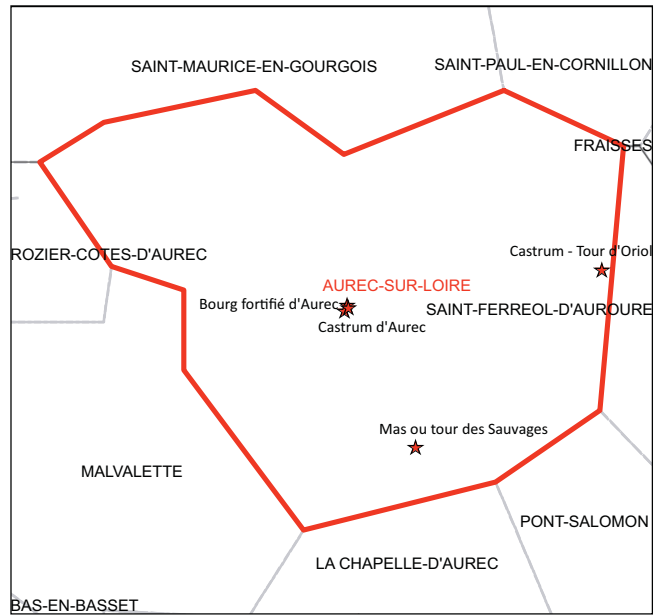 SAINT-MAURICE-EN-GOURGOIS
SAINT-PAUL-EN-CORNILLON
FRAISSES
ROZIER-COTES-D'AUREC
Castrum - Tour d'Oriol
AUREC-SUR-LOIRE
Bourg fortifié d'Aurec
SAINT-FERREOL-D'AUROURE
Castrum d'Aurec
Mas ou tour des Sauvages
MALVALETTE
PONT-SALOMON
LA CHAPELLE-D'AUREC
BAS-EN-BASSET